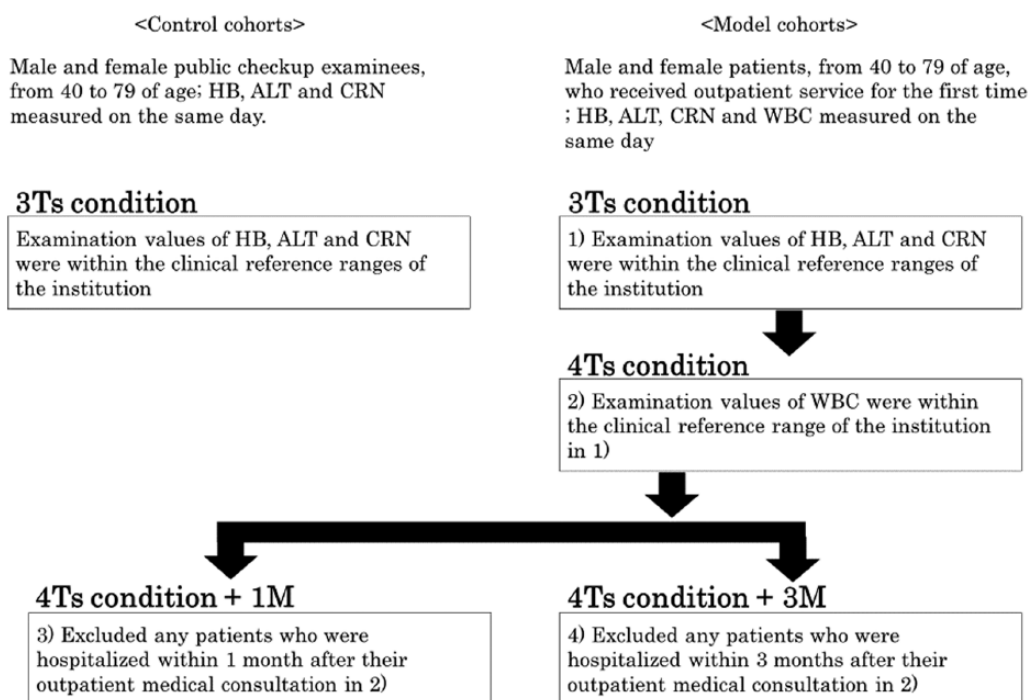 <Control cohorts>
Male and female public checkup examinees,
from 40 to 79 of age; HB, ALT and CRN
measured on the same day.
3Ts condition
Examination values of HB, ALT and CRN
were within the clinical reference ranges of
the institution
<Model cohorts>
Male and female patients, from 40 to 79 of age,
who received outpatient service for the first time
; HB, ALT, CRN and WBC measured on the
same day
3Ts condition
1) Examination values of HB, ALT and CRN
were within the clinical reference ranges of
the institution
4Ts condition
2) Examination values of WBC were within
the clinical reference range of the institution
in 1)
4Ts condition + 1M
3) Excluded any patients who were
hospitalized within 1 month after their
outpatient medical consultation in 2)
4Ts condition + 3M
4) Excluded any patients who were
hospitalized within 3 months after their
outpatient medical consultation in 2)